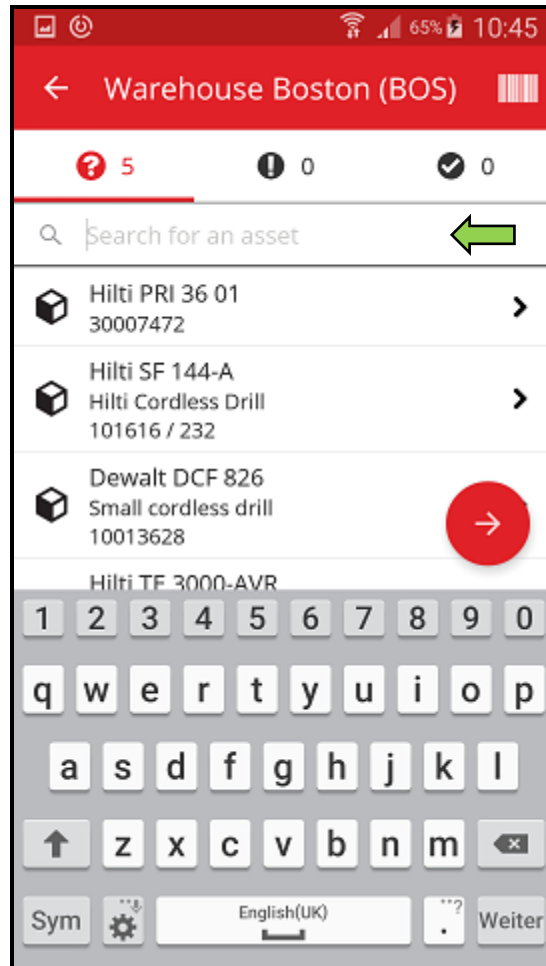 65% 10:45
Warehouse Boston (BOS)
5 0 0
Search for an asset
Hilti PRI 36 01
30007472
Hilti SF 144-A
Hilti Cordless Drill
101616 / 232
Dewalt DCF 826
Small cordless drill
10013628
Hilti TE 3000-AVR
1 2 3 4 5 6 7 8 9 0
q w e r t y u i o p
a s d f g h j k l
z x c v b n m
Sym English(UK) . ? Weiter